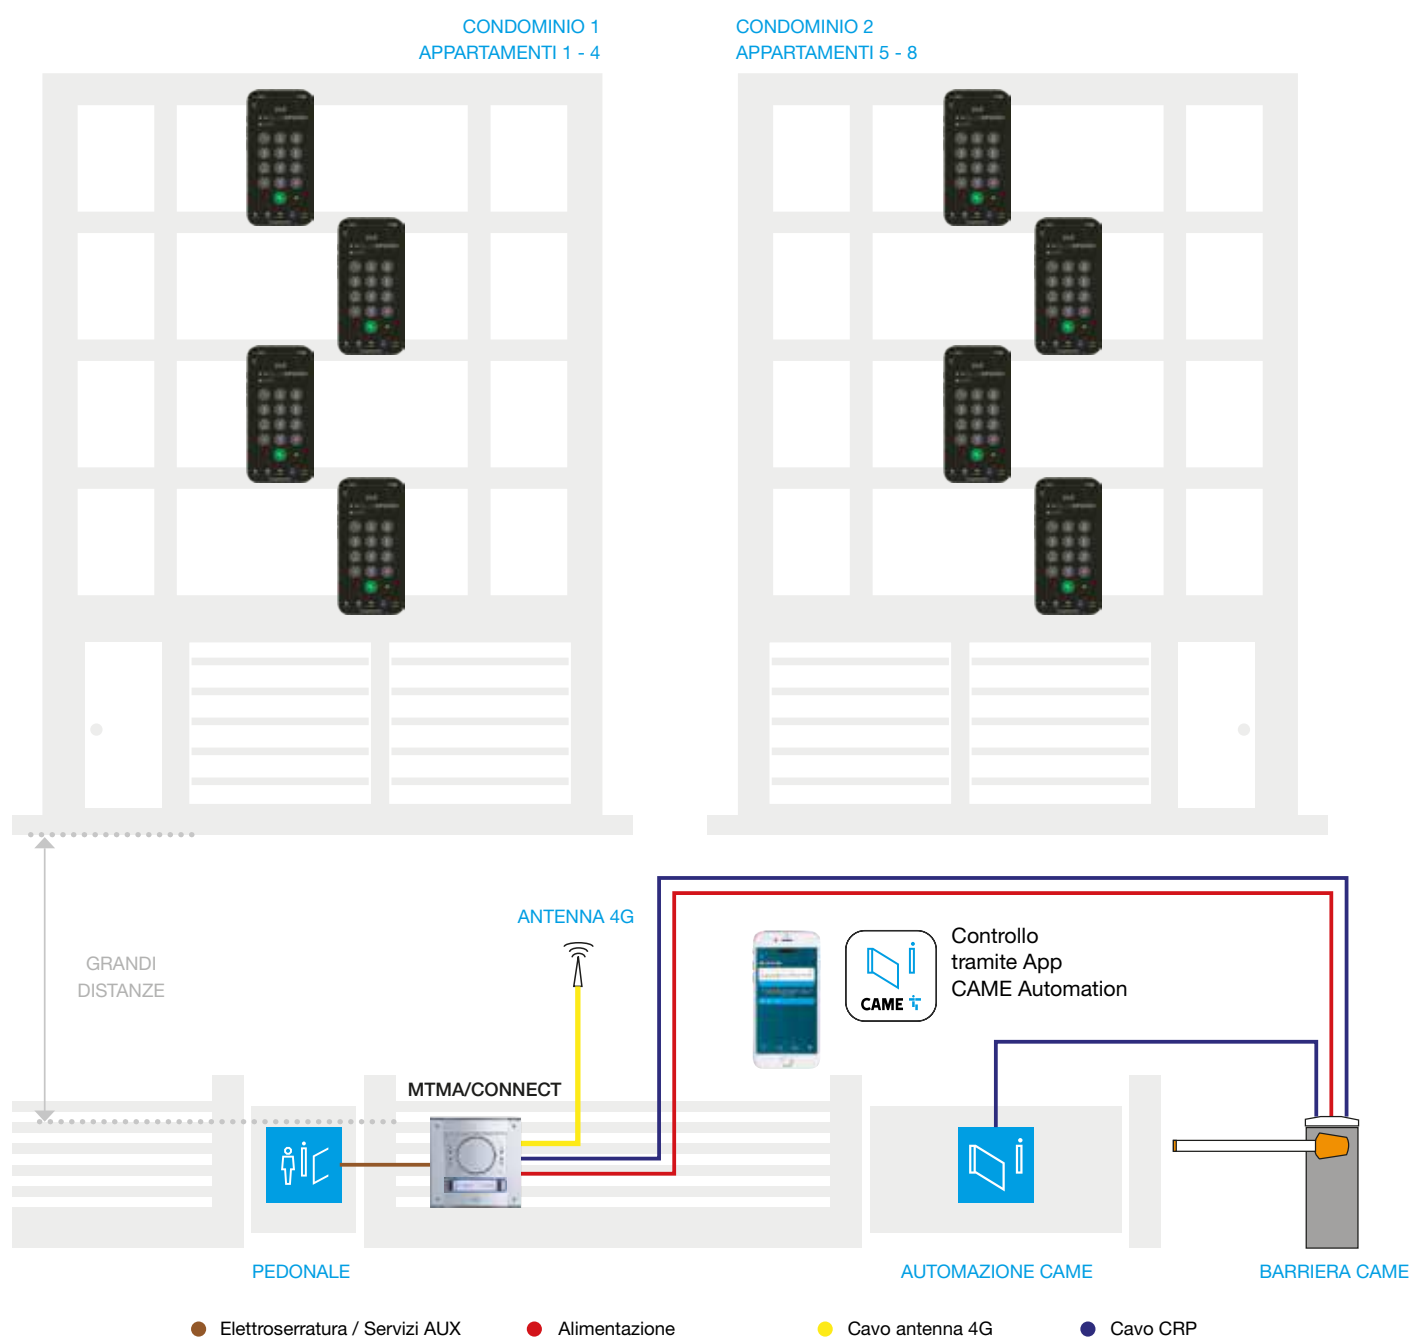 CONDOMINIO 1
APPARTAMENTI 1 - 4
CONDOMINIO 2
APPARTAMENTI 5 - 8
ANTENNA 4G
GRANDI
DISTANZE
Controllo
tramite App
CAME Automation
CAME
MTMA/CONNECT
PEDONALE
AUTOMAZIONE CAME
BARRIERA CAME
Elettroserratura / Servizi AUX
Alimentazione
Cavo antenna 4G
Cavo CRP